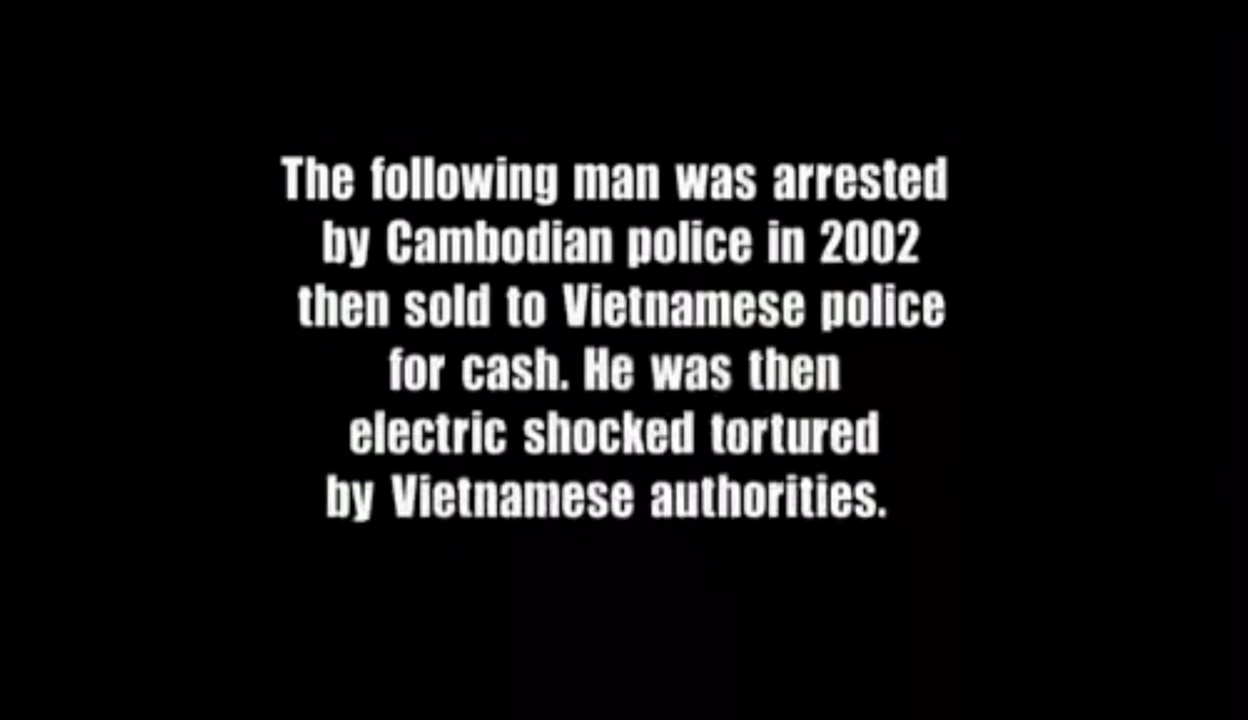 The following man was arrested
by Cambodian police in 2002
then sold to Vietnamese police
for cash. He was then
electric shocked tortured
by Vietnamese authorities.